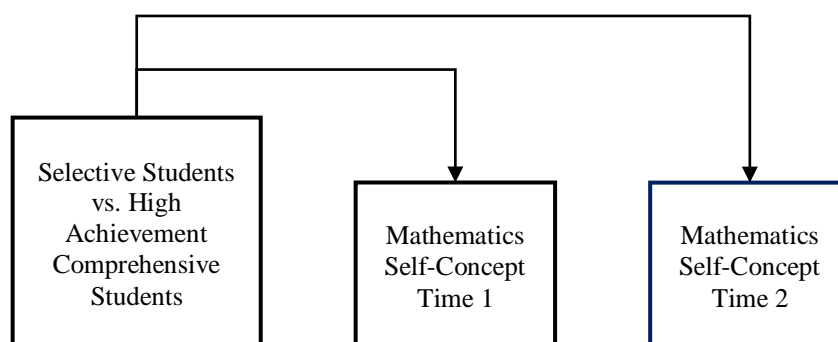 Selective Students
vs. High
Achievement
Comprehensive
Students
Mathematics
Self-Concept
Time 1
Mathematics
Self-Concept
Time 2